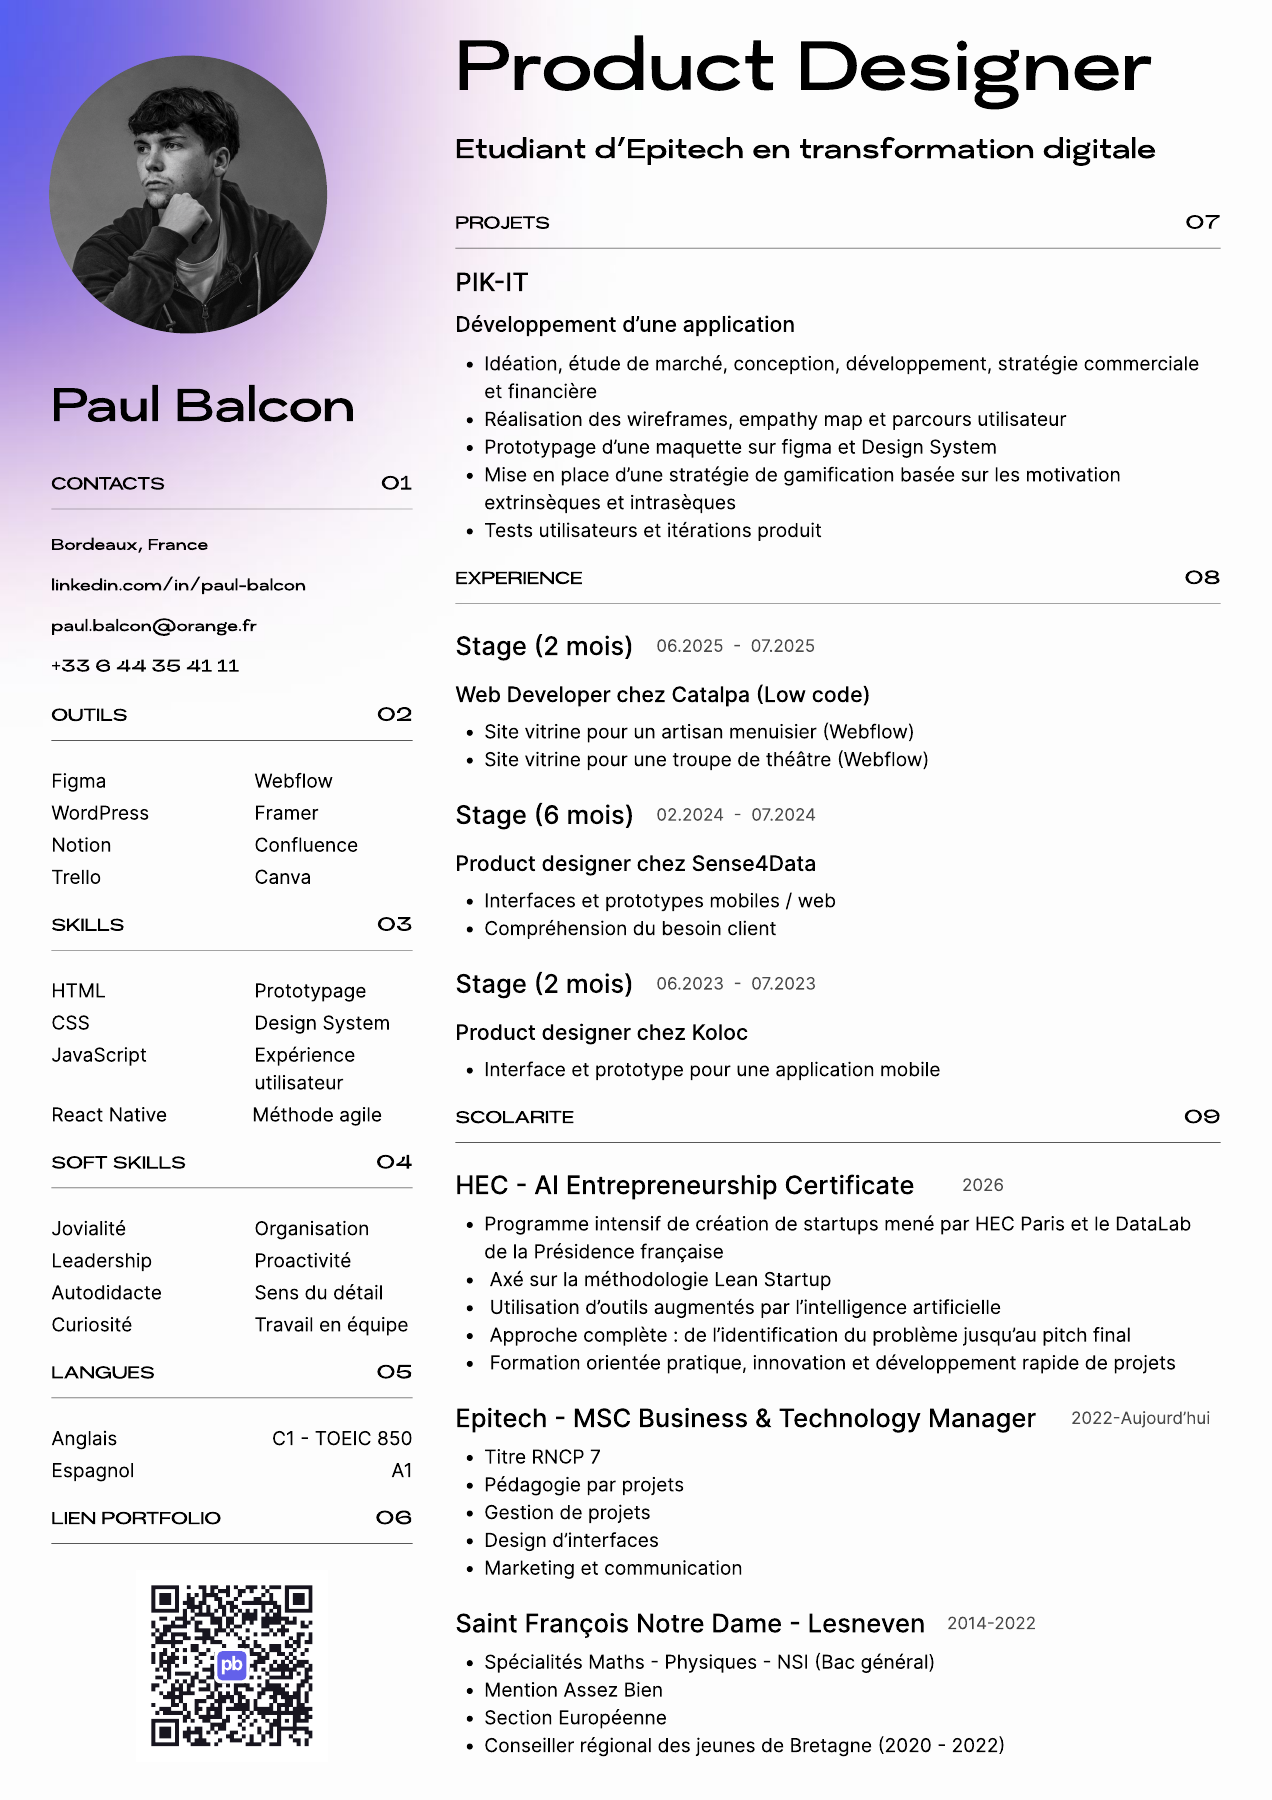 Paul Balcon
CONTACTS 01
Bordeaux, France
linkedin.com/in/paul-balcon
paul.balcon@orange.fr
+33 6 44 35 41 11
OUTILS 02
Figma Webflow
WordPress Framer
Notion Confluence
Trello Canva
SKILLS 03
HTML Prototypage
CSS Design System
JavaScript Expérience
utilisateur
React Native Méthode agile
SOFT SKILLS 04
Jovialité Organisation
Leadership Proactivité
Autodidacte Sens du détail
Curiosité Travail en équipe
LANGUES 05
Anglais C1 - TOEIC 850
Espagnol A1
LIEN PORTFOLIO 06
pb
Product Designer
Etudiant d’Epitech en transformation digitale
PROJETS 07
PIK-IT
Développement d’une application
• Idéation, étude de marché, conception, développement, stratégie commerciale
et financière
• Réalisation des wireframes, empathy map et parcours utilisateur
• Prototypage d’une maquette sur figma et Design System
• Mise en place d’une stratégie de gamification basée sur les motivation
extrinsèques et intrasèques
• Tests utilisateurs et itérations produit
EXPERIENCE 08
Stage (2 mois) 06.2025 - 07.2025
Web Developer chez Catalpa (Low code)
• Site vitrine pour un artisan menuisier (Webflow)
• Site vitrine pour une troupe de théâtre (Webflow)
Stage (6 mois) 02.2024 - 07.2024
Product designer chez Sense4Data
• Interfaces et prototypes mobiles / web
• Compréhension du besoin client
Stage (2 mois) 06.2023 - 07.2023
Product designer chez Koloc
• Interface et prototype pour une application mobile
SCOLARITE 09
HEC - AI Entrepreneurship Certificate 2026
• Programme intensif de création de startups mené par HEC Paris et le DataLab
de la Présidence française
• Axé sur la méthodologie Lean Startup
• Utilisation d’outils augmentés par l’intelligence artificielle
• Approche complète : de l’identification du problème jusqu’au pitch final
• Formation orientée pratique, innovation et développement rapide de projets
Epitech - MSC Business & Technology Manager 2022-Aujourd’hui
• Titre RNCP 7
• Pédagogie par projets
• Gestion de projets
• Design d’interfaces
• Marketing et communication
Saint François Notre Dame - Lesneven 2014-2022
• Spécialités Maths - Physiques - NSI (Bac général)
• Mention Assez Bien
• Section Européenne
• Conseiller régional des jeunes de Bretagne (2020 - 2022)